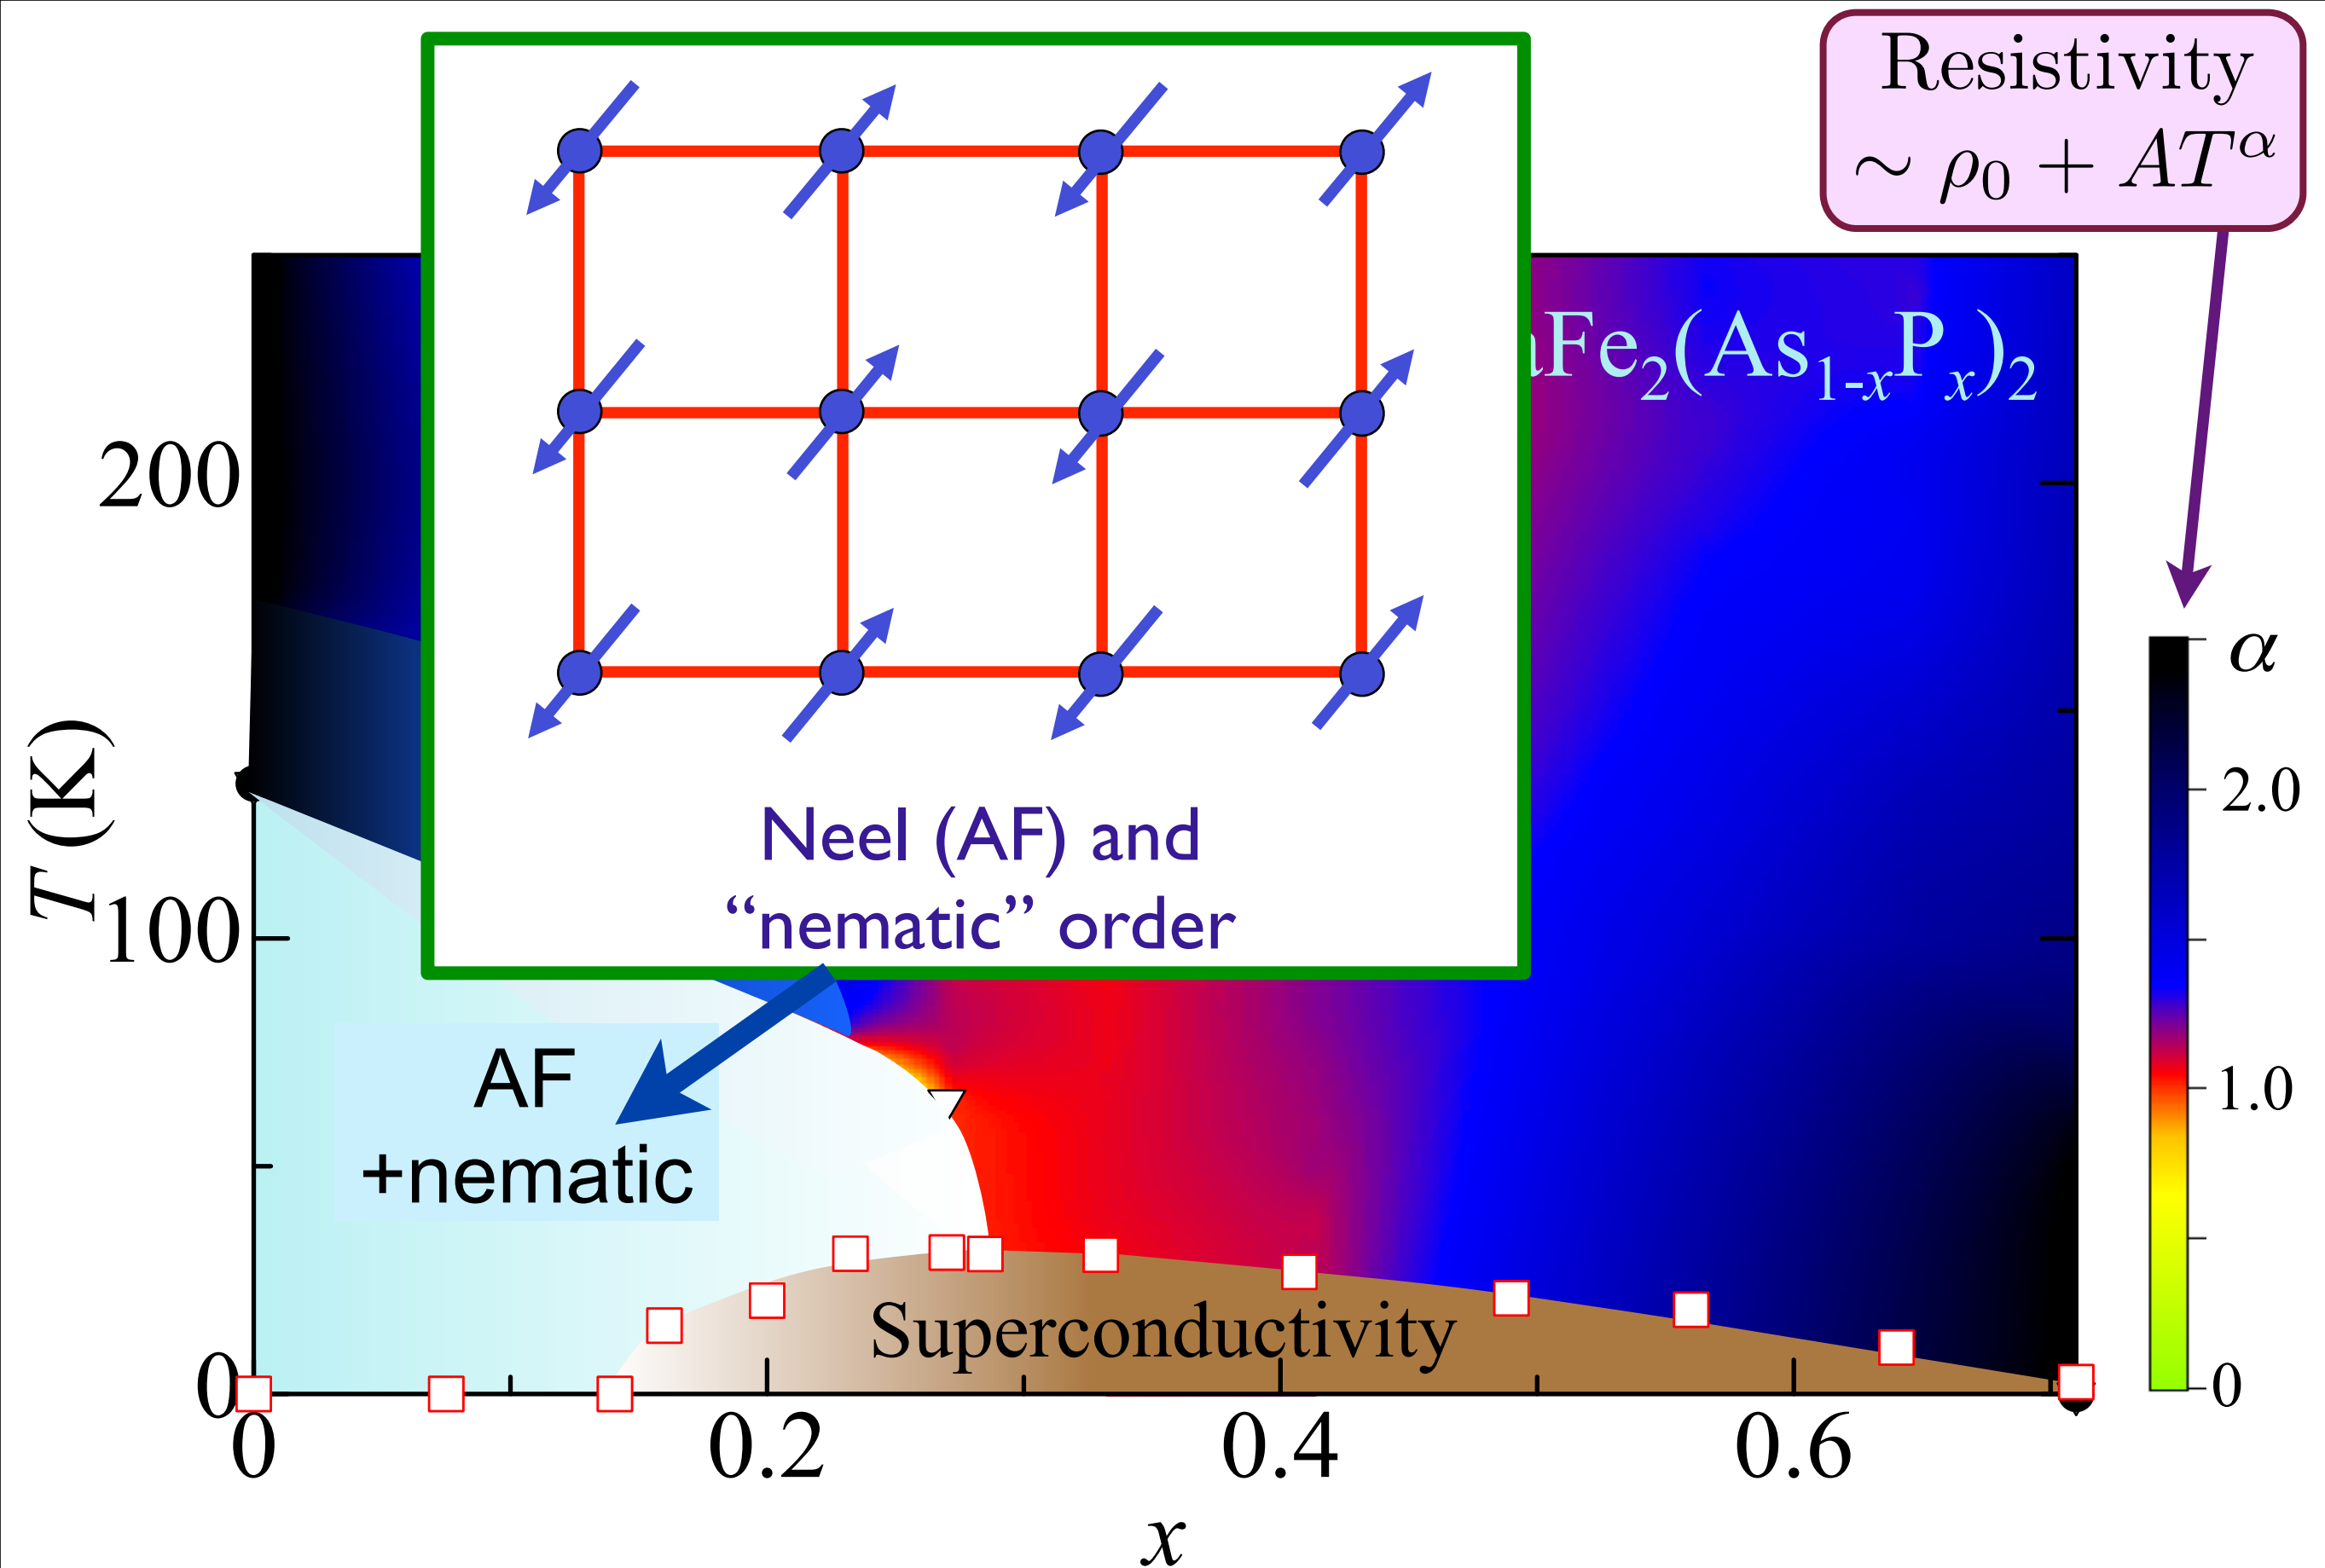 Resistivity
∼ ρ₀ + AT^α
aFe₂(As₁₋ₓPₓ)₂
200
T (K)
100
0
Neel (AF) and
“nematic” order
AF
+nematic
Superconductivity
0 0.2 0.4 0.6
x
α
2.0
1.0
0